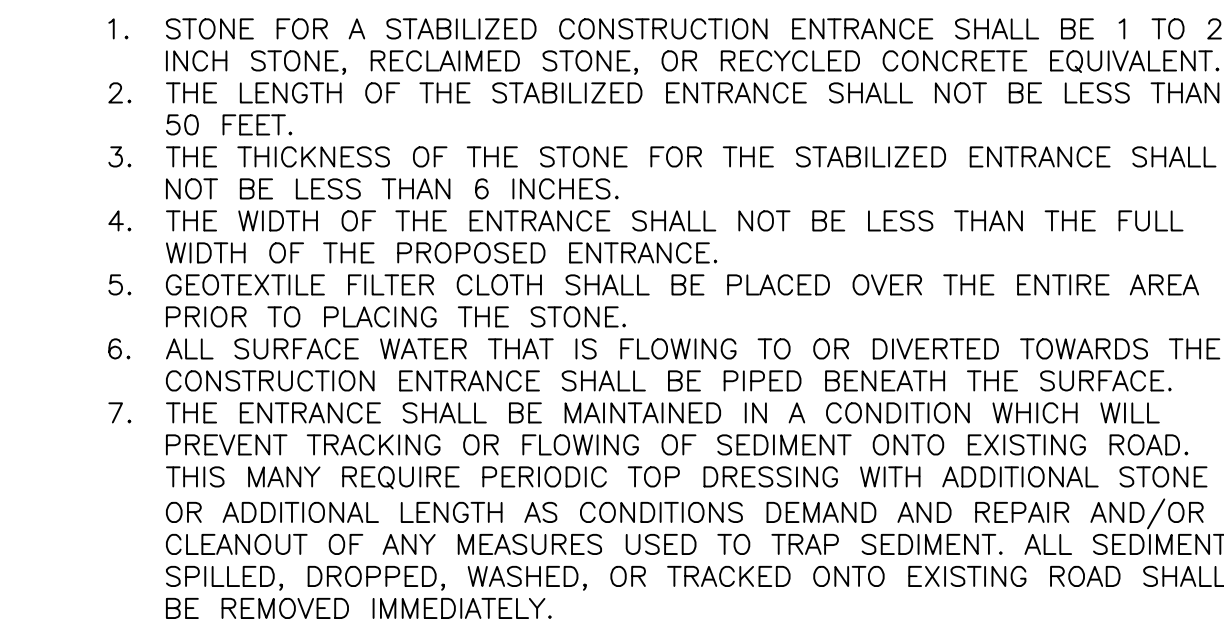 1. STONE FOR A STABILIZED CONSTRUCTION ENTRANCE SHALL BE 1 TO 2
INCH STONE, RECLAIMED STONE, OR RECYCLED CONCRETE EQUIVALENT.
2. THE LENGTH OF THE STABILIZED ENTRANCE SHALL NOT BE LESS THAN
50 FEET.
3. THE THICKNESS OF THE STONE FOR THE STABILIZED ENTRANCE SHALL
NOT BE LESS THAN 6 INCHES.
4. THE WIDTH OF THE ENTRANCE SHALL NOT BE LESS THAN THE FULL
WIDTH OF THE PROPOSED ENTRANCE.
5. GEOTEXTILE FILTER CLOTH SHALL BE PLACED OVER THE ENTIRE AREA
PRIOR TO PLACING THE STONE.
6. ALL SURFACE WATER THAT IS FLOWING TO OR DIVERTED TOWARDS THE
CONSTRUCTION ENTRANCE SHALL BE PIPED BENEATH THE SURFACE.
7. THE ENTRANCE SHALL BE MAINTAINED IN A CONDITION WHICH WILL
PREVENT TRACKING OR FLOWING OF SEDIMENT ONTO EXISTING ROAD.
THIS MANY REQUIRE PERIODIC TOP DRESSING WITH ADDITIONAL STONE
OR ADDITIONAL LENGTH AS CONDITIONS DEMAND AND REPAIR AND/OR
CLEANOUT OF ANY MEASURES USED TO TRAP SEDIMENT. ALL SEDIMENT
SPILLED, DROPPED, WASHED, OR TRACKED ONTO EXISTING ROAD SHALL
BE REMOVED IMMEDIATELY.